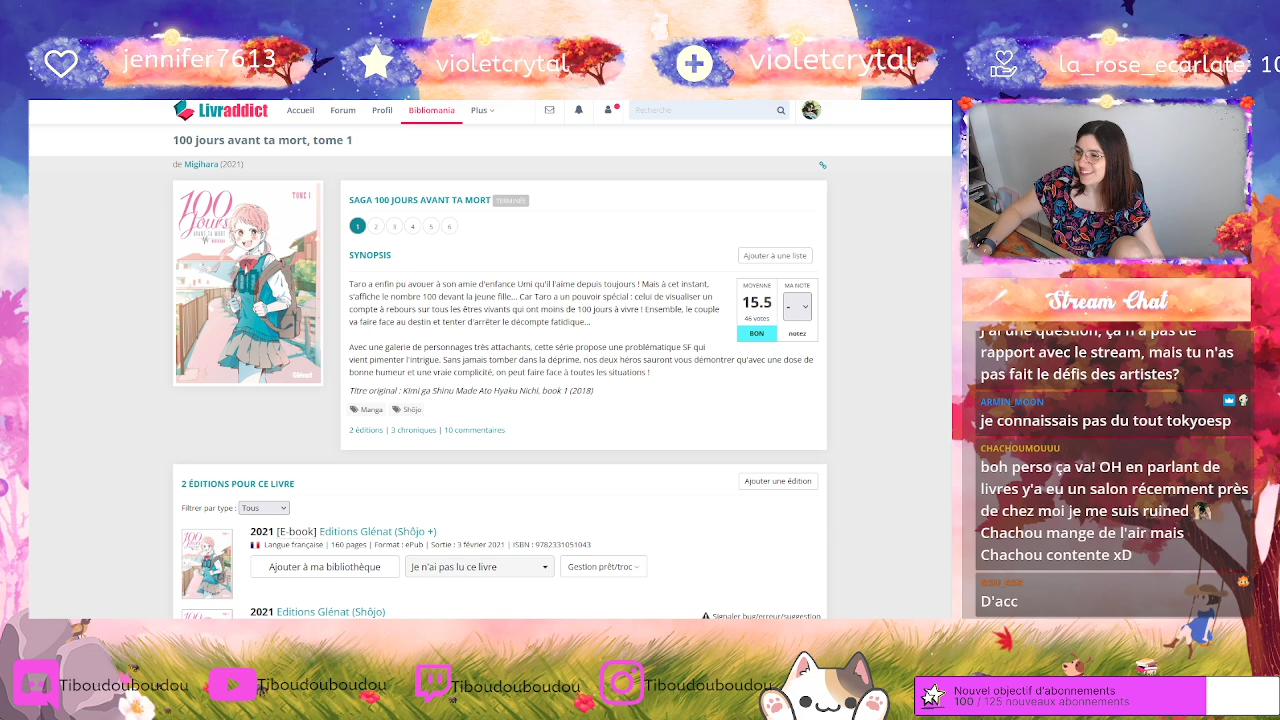 jennifer7613
violetcrytal
violetcrytal
la_rose_ecarlate: 10
Livraddict
Accueil
Forum
Profil
Bibliomania
Plus
Recherche
100 jours avant ta mort, tome 1
de Migihara (2021)
100
Jours
AVANT TA MORT
TOME 1
Glénat
SAGA 100 JOURS AVANT TA MORT TERMINÉE
1 2 3 4 5 6
SYNOPSIS
Ajouter à une liste
Taro a enfin pu avouer à son amie d'enfance Umi qu'il l'aime depuis toujours ! Mais à cet instant,
s'affiche le nombre 100 devant la jeune fille... Car Taro a un pouvoir spécial : celui de visualiser un
compte à rebours sur tous les êtres vivants qui ont moins de 100 jours à vivre ! Ensemble, le couple
va faire face au destin et tenter d'arrêter le décompte fatidique...
MOYENNE
15.5
46 votes
BON
MA NOTE
-
notez
Avec une galerie de personnages très attachants, cette série propose une problématique SF qui
vient pimenter l'intrigue. Sans jamais tomber dans la déprime, nos deux héros sauront vous démontrer qu'avec une dose de
bonne humeur et une vraie complicité, on peut faire face à toutes les situations !
Titre original : Kimi ga Shinu Made Ato Hyaku Nichi, book 1 (2018)
Manga Shōjo
2 éditions | 3 chroniques | 10 commentaires
2 ÉDITIONS POUR CE LIVRE
Ajouter une édition
Filtrer par type : Tous
2021 [E-book] Editions Glénat (Shôjo +)
Langue française | 160 pages | Format : ePub | Sortie : 3 février 2021 | ISBN : 9782331051043
Ajouter à ma bibliothèque
Je n'ai pas lu ce livre
Gestion prêt/troc
2021 Editions Glénat (Shôjo)
Signaler bug/erreur/suggestion
Stream Chat
j'ai une question, ça n'a pas de
rapport avec le stream, mais tu n'as
pas fait le défis des artistes?
ARMIN_MOON
je connaissais pas du tout tokyoesp
CHACHOUMOUUU
boh perso ça va! OH en parlant de
livres y'a eu un salon récemment près
de chez moi je me suis ruined
Chachou mange de l'air mais
Chachou contente xD
D'acc
Tiboudouboudou
Tiboudouboudou
Tiboudouboudou
Tiboudouboudou
Nouvel objectif d'abonnements
100 / 125 nouveaux abonnements